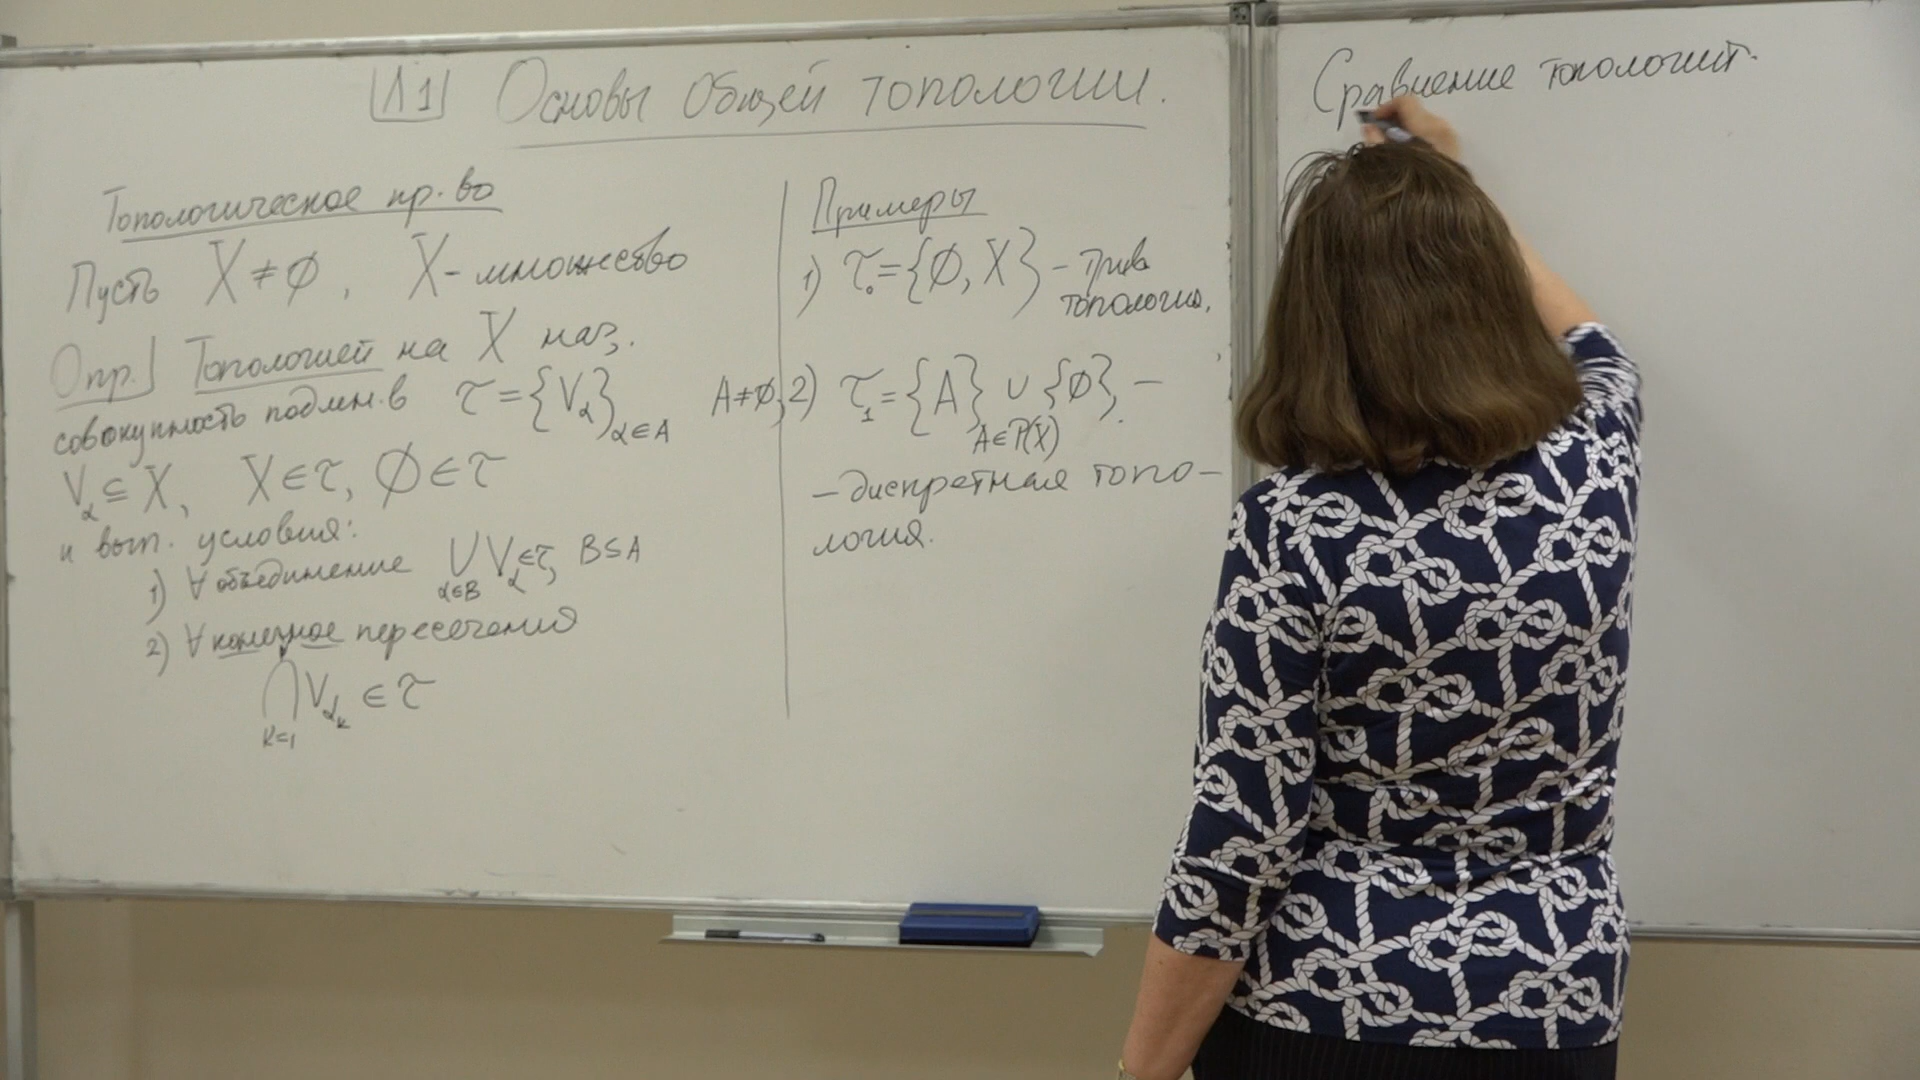 Л1 Основы общей топологии.
Топологическое пр-во
Пусть X ≠ ∅, X - множество
Опр. Топологией на X наз.
совокупность подмн-в τ = {V_α}_{α∈A}
V_α ⊆ X, X ∈ τ, ∅ ∈ τ
и вып. условия:
1) ∀ объединение ∪_{α∈B} V_α ∈ τ, B ⊆ A
2) ∀ конечное пересечения
∩_{k=1} V_{α_k} ∈ τ
Примеры
1) τ₀ = {∅, X} - трив
топология.
A ≠ ∅, 2) τ₁ = {A}_{A∈P(X)} ∪ {∅}, -
- дискретная топо-
логия.
Сравнение топологий.